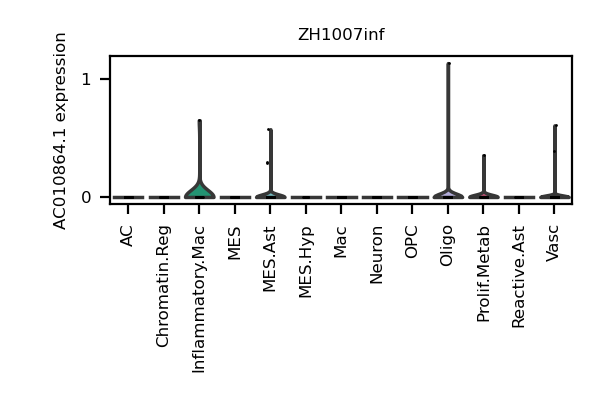 ZH1007inf
AC010864.1 expression
1
0
AC
Chromatin.Reg
Inflammatory.Mac
MES
MES.Ast
MES.Hyp
Mac
Neuron
OPC
Oligo
Prolif.Metab
Reactive.Ast
Vasc